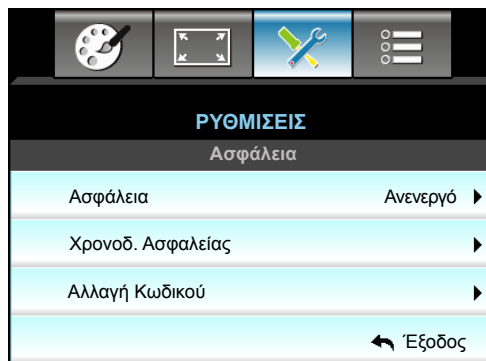 ΡΥΘΜΙΣΕΙΣ
Ασφάλεια
Ασφάλεια Ανενεργό
Χρονοδ. Ασφαλείας
Αλλαγή Κωδικού
Έξοδος